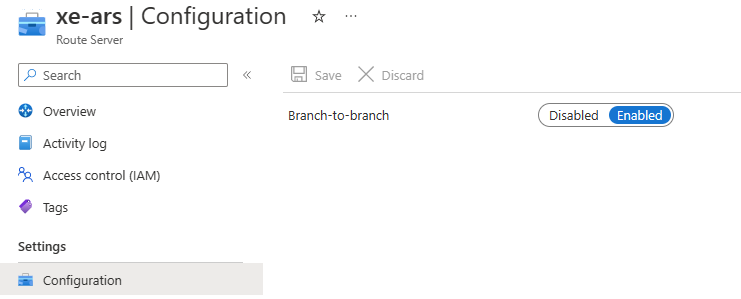 xe-ars | Configuration ☆ ···
Route Server
Search «
Save Discard
Overview
Branch-to-branch Disabled Enabled
Activity log
Access control (IAM)
Tags
Settings
Configuration